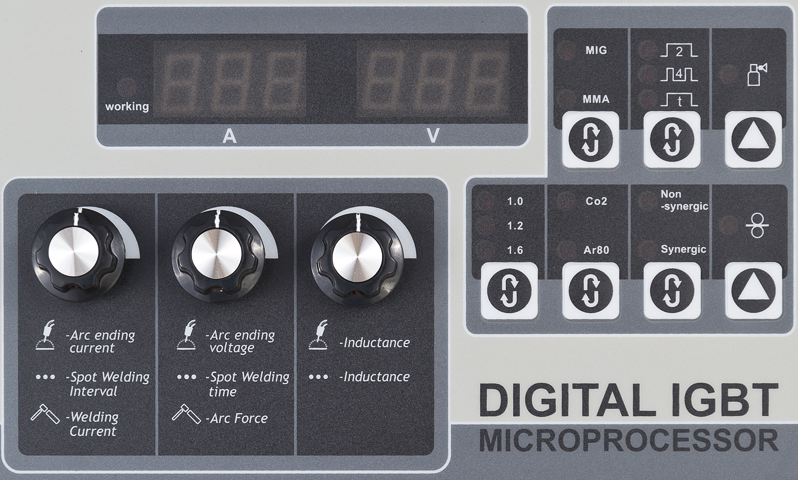 working
A
V
MIG
MMA
2
4
t
1.0
1.2
1.6
Co2
Ar80
Non
-synergic
Synergic
-Arc ending
current
-Spot Welding
Interval
-Welding
Current
-Arc ending
voltage
-Spot Welding
time
-Arc Force
-Inductance
-Inductance
DIGITAL IGBT
MICROPROCESSOR